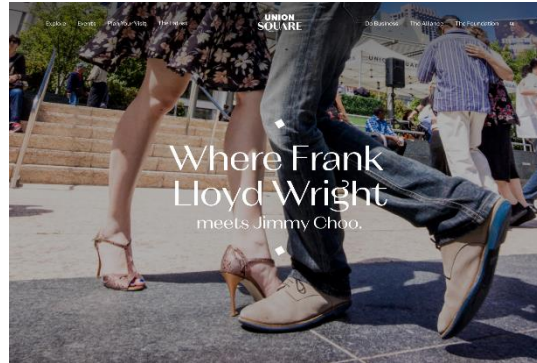 Explore Events Plan Your Visit The Latest
UNION
SQUARE
Do Business The Alliance The Foundation
Where Frank
Lloyd Wright
meets Jimmy Choo.